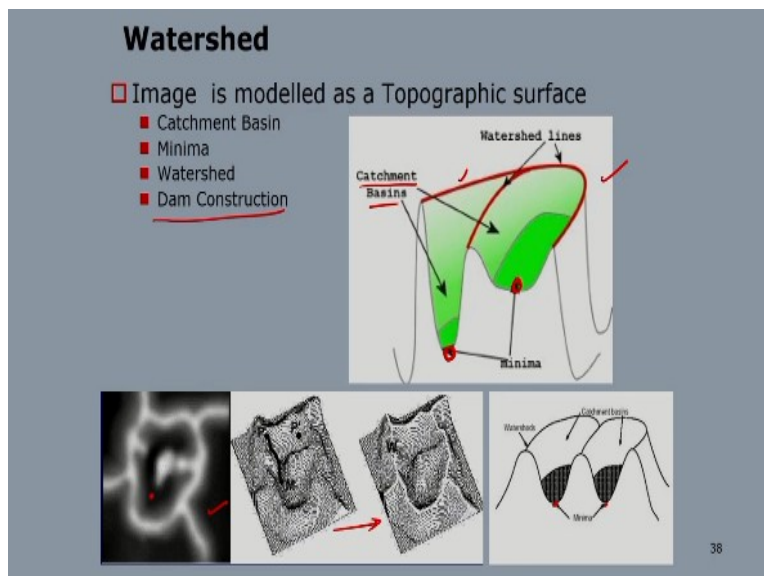 Watershed
Image is modelled as a Topographic surface
Catchment Basin
Minima
Watershed
Dam Construction
Watershed lines
Catchment
Basins
Minima
Watersheds
Catchment basins
Minima
38